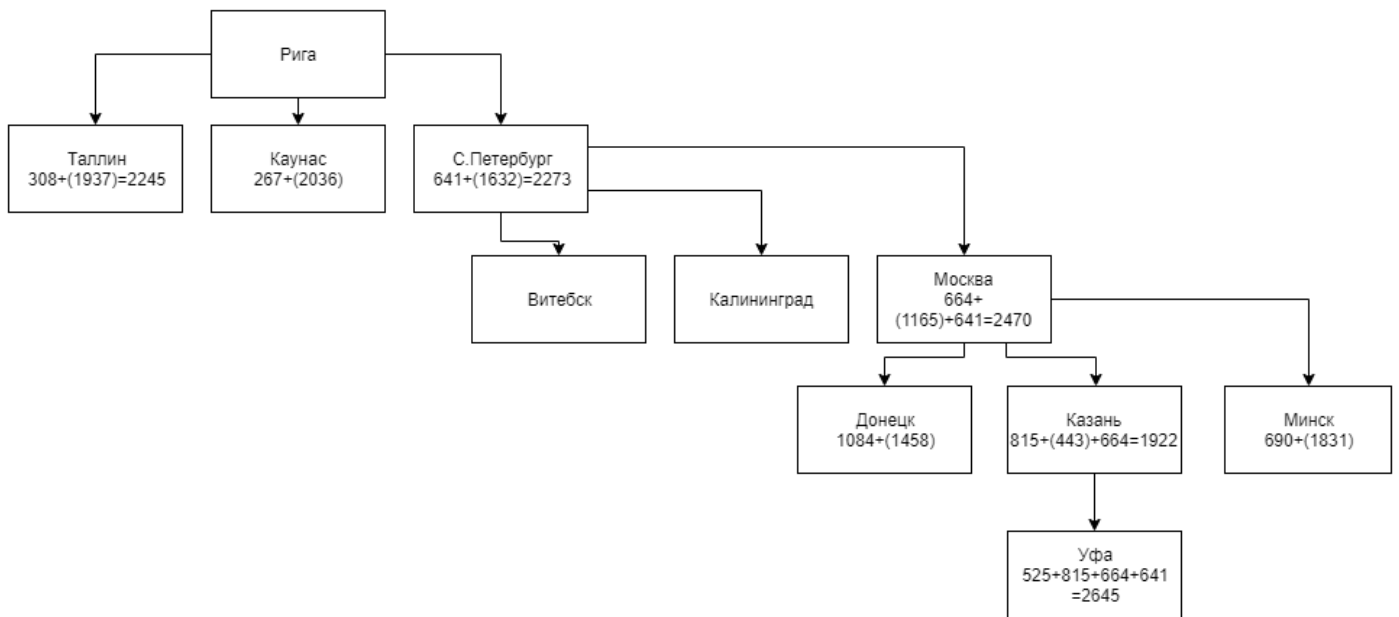 Рига
Таллин
308+(1937)=2245
Каунас
267+(2036)
С.Петербург
641+(1632)=2273
Витебск
Калининград
Москва
664+
(1165)+641=2470
Донецк
1084+(1458)
Казань
815+(443)+664=1922
Минск
690+(1831)
Уфа
525+815+664+641
=2645